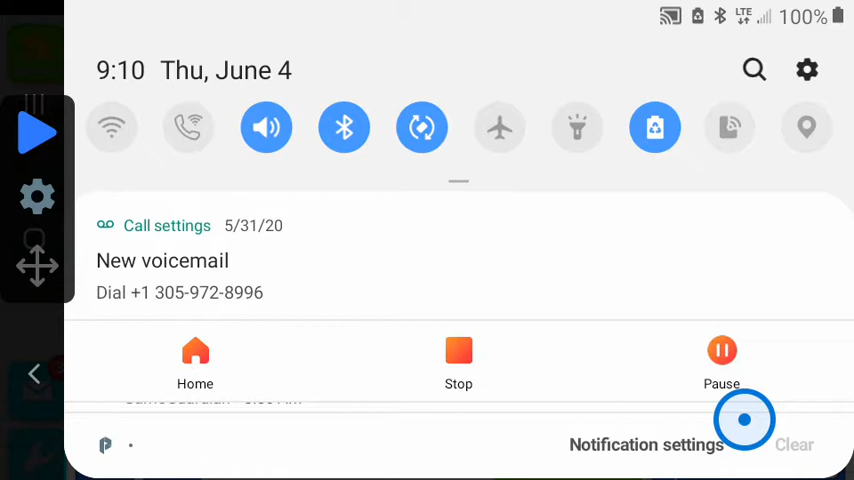 LTE 100%
9:10 Thu, June 4
Call settings 5/31/20
New voicemail
Dial +1 305-972-8996
Home Stop Pause
Notification settings Clear